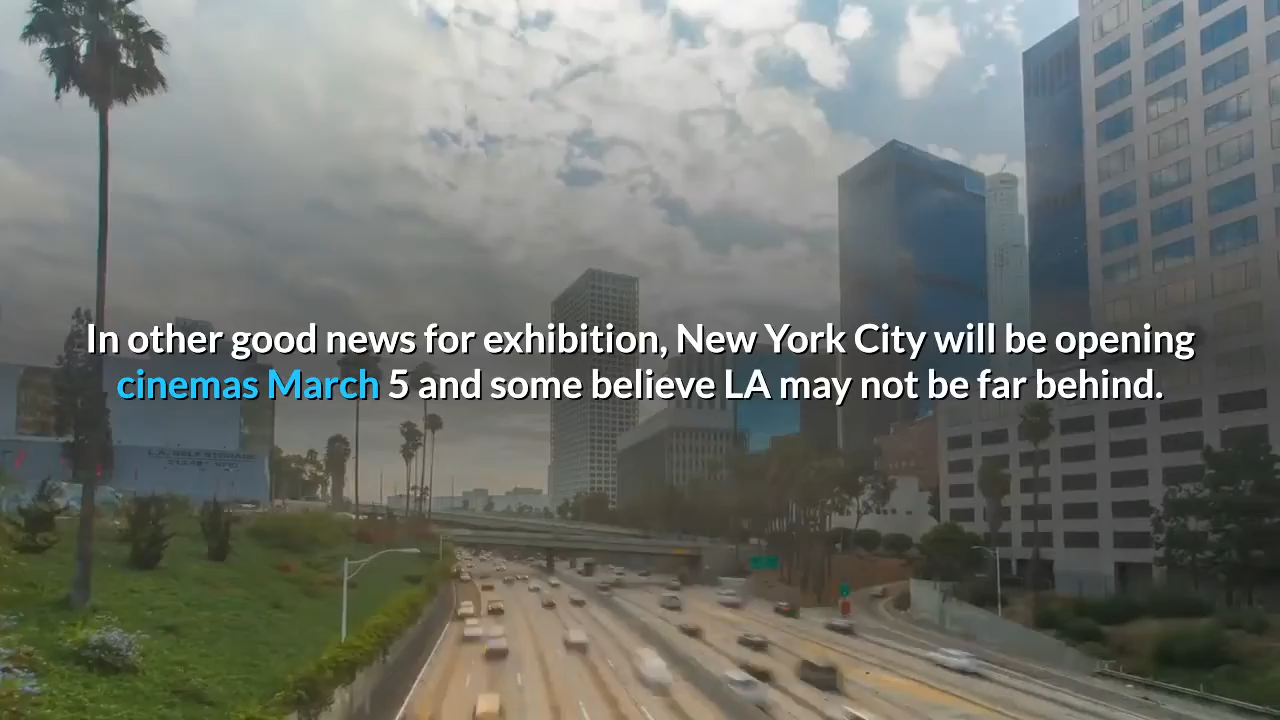 In other good news for exhibition, New York City will be opening
cinemas March 5 and some believe LA may not be far behind.